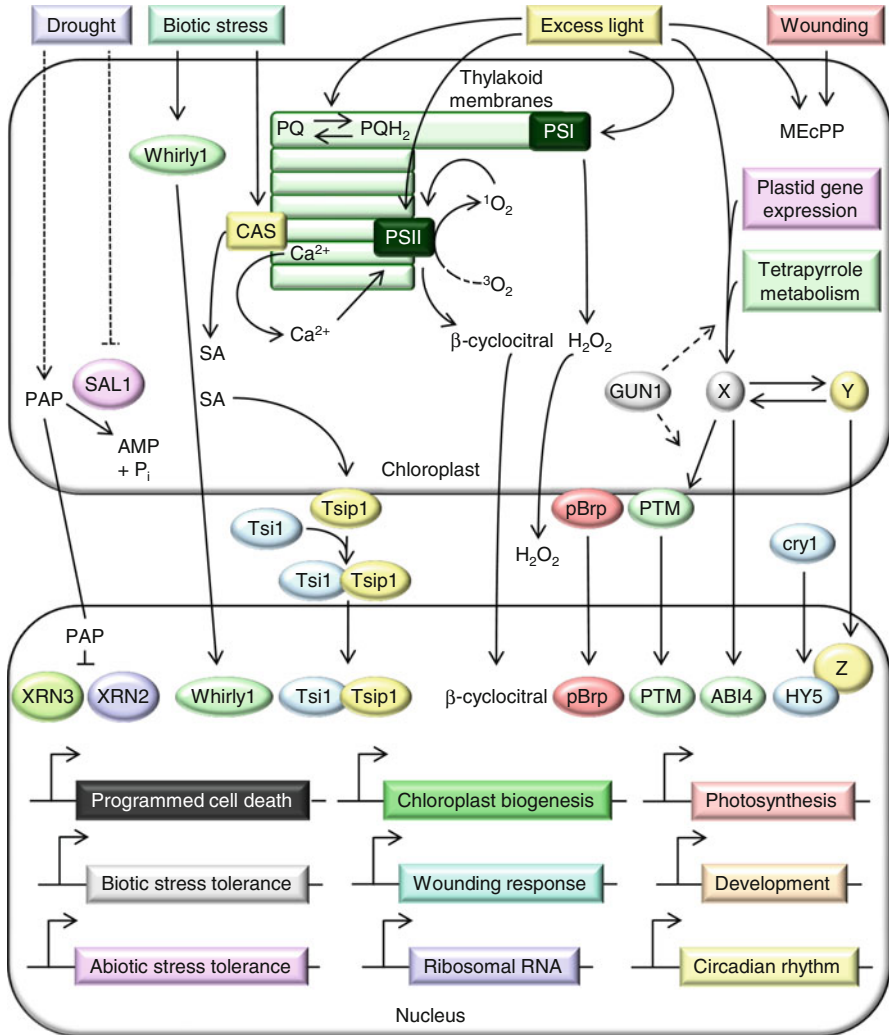 Drought
Biotic stress
Excess light
Wounding
Thylakoid
membranes
PQ
PQH₂
PSI
MEcPP
Whirly1
Plastid gene
expression
¹O₂
CAS
PSII
Ca²⁺
Tetrapyrrole
metabolism
³O₂
Ca²⁺
SA
β-cyclocitral
H₂O₂
SAL1
PAP
SA
GUN1
X
Y
AMP
+ Pᵢ
Chloroplast
Tsip1
pBrp
PTM
Tsi1
cry1
H₂O₂
Tsi1
Tsip1
PAP
Z
XRN3
XRN2
Whirly1
Tsi1
Tsip1
β-cyclocitral
pBrp
PTM
ABI4
HY5
Programmed cell death
Chloroplast biogenesis
Photosynthesis
Biotic stress tolerance
Wounding response
Development
Abiotic stress tolerance
Ribosomal RNA
Circadian rhythm
Nucleus